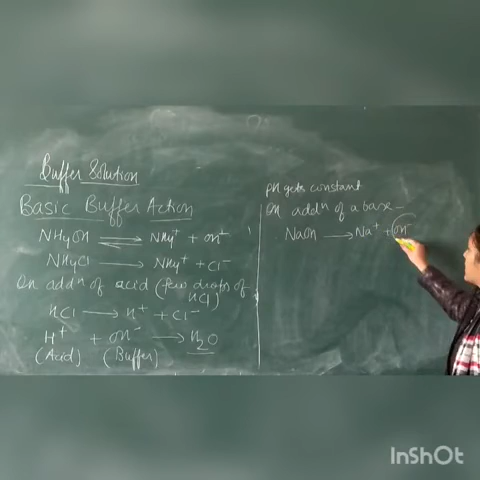 Buffer Solution
Basic Buffer Action
NH4OH ⇌ NH4+ + OH-
NH4Cl → NH4+ + Cl-
On addn of acid (few drops of HCl)
HCl → H+ + Cl-
H+ + OH- → H2O
(Acid) (Buffer)
pH gets constant
On addn of a base -
NaOH → Na+ + OH-
InShOt